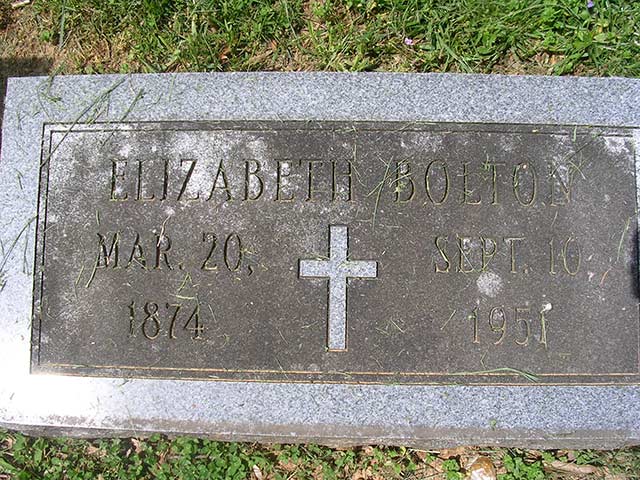 ELIZABETH BOLTON
MAR. 20, SEPT. 10
1874 1951